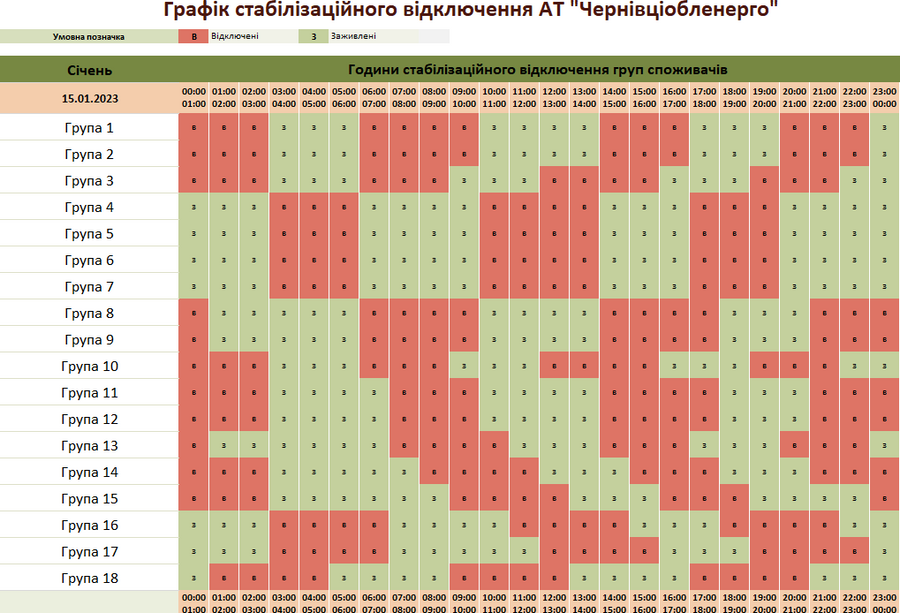 Графік стабілізаційного відключення АТ "Чернівціобленерго"
Умовна позначка В Відключені З Заживлені
Січень Години стабілізаційного відключення груп споживачів
15.01.2023 00:00 01:00 02:00 03:00 04:00 05:00 06:00 07:00 08:00 09:00 10:00 11:00 12:00 13:00 14:00 15:00 16:00 17:00 18:00 19:00 20:00 21:00 22:00 23:00
01:00 02:00 03:00 04:00 05:00 06:00 07:00 08:00 09:00 10:00 11:00 12:00 13:00 14:00 15:00 16:00 17:00 18:00 19:00 20:00 21:00 22:00 23:00 00:00
Група 1 в в в з з з в в в в з з з з в в в з з з в в в з
Група 2 в в в з з з в в в в з з з з в в в з з з в в в з
Група 3 в в в з з з в в в з з з в в в в з з з в в в з з
Група 4 з з з в в в з з з з в в в в з з з в в в з з з з
Група 5 з з з в в в з з з з в в в в з з з в в в з з з з
Група 6 з з з в в в з з з з в в в в з з з в в в з з з з
Група 7 з з з в в в з з з з в в в в з з з в в в з з з з
Група 8 в з з з з з в в в в з з з з в в в в з з з в в в
Група 9 в з з з з з в в в в з з з з в в в в з з з в в в
Група 10 в в в з з з в в в з з з в в в в з з з в в в з з
Група 11 в в в з з з з в в в з з з з в в в в з з з в в в
Група 12 в в в з з з з в в в з з з з в в в в з з з в в в
Група 13 в з з з з з з в в в в з з з в в в з з з в в в з
Група 14 в в в з з з з з в в в в з з з в в в з з з в в в
Група 15 в в в з з з з з з в в в в з з з в в в з з з з в
Група 16 з з з в в в в з з з з в в в в з з з в в в в з з
Група 17 з з з в в в в з з з з з в в в в з з з в в в в з
Група 18 з в в в в з з з з в в в в з з з з в в в в з з з
00:00 01:00 02:00 03:00 04:00 05:00 06:00 07:00 08:00 09:00 10:00 11:00 12:00 13:00 14:00 15:00 16:00 17:00 18:00 19:00 20:00 21:00 22:00 23:00
01:00 02:00 03:00 04:00 05:00 06:00 07:00 08:00 09:00 10:00 11:00 12:00 13:00 14:00 15:00 16:00 17:00 18:00 19:00 20:00 21:00 22:00 23:00 00:00